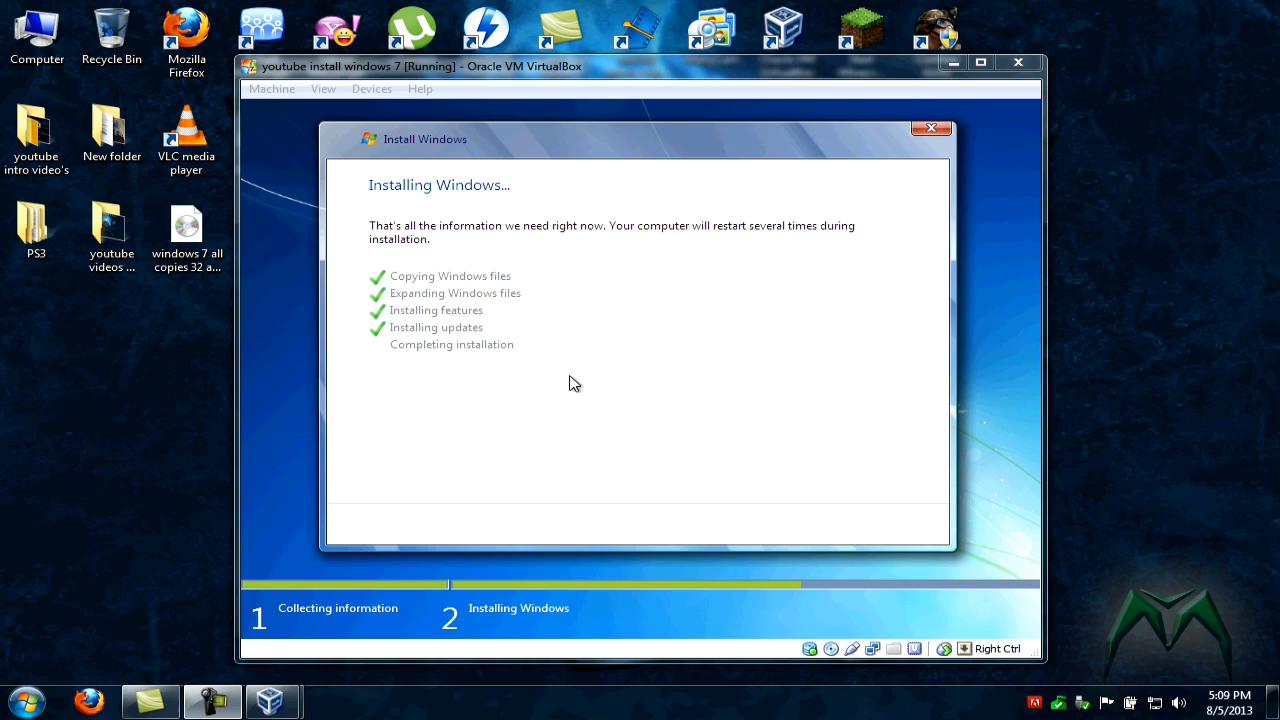 Computer
Recycle Bin
Mozilla
Firefox
youtube
intro video's
New folder
VLC media
player
PS3
youtube
videos ...
windows 7 all
copies 32 a...
youtube install windows 7 [Running] - Oracle VM VirtualBox
Machine View Devices Help
Install Windows
Installing Windows...
That's all the information we need right now. Your computer will restart several times during
installation.
Copying Windows files
Expanding Windows files
Installing features
Installing updates
Completing installation
1 Collecting information
2 Installing Windows
Right Ctrl
5:09 PM
8/5/2013